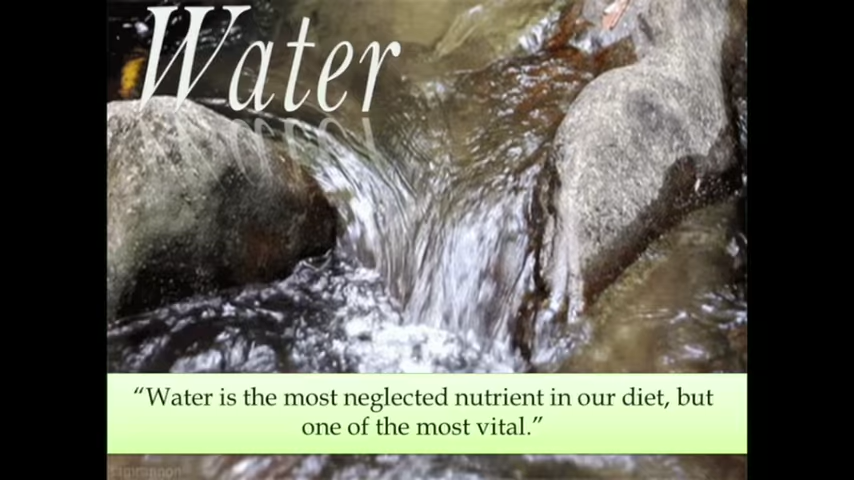 Water
“Water is the most neglected nutrient in our diet, but
one of the most vital.”